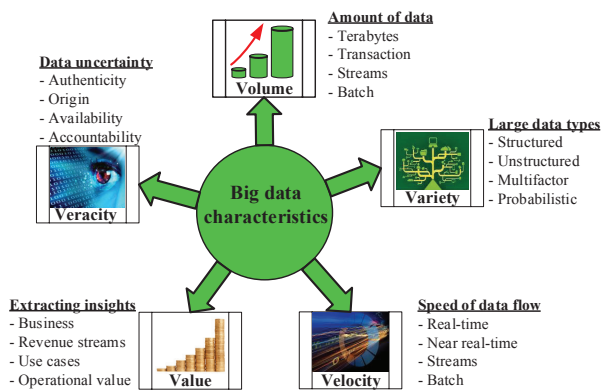 Amount of data
- Terabytes
- Transaction
- Streams
- Batch
Volume
Data uncertainty
- Authenticity
- Origin
- Availability
- Accountability
Veracity
Large data types
- Structured
- Unstructured
- Multifactor
- Probabilistic
Variety
Big data
characteristics
Extracting insights
- Business
- Revenue streams
- Use cases
- Operational value
Value
Speed of data flow
- Real-time
- Near real-time
- Streams
- Batch
Velocity